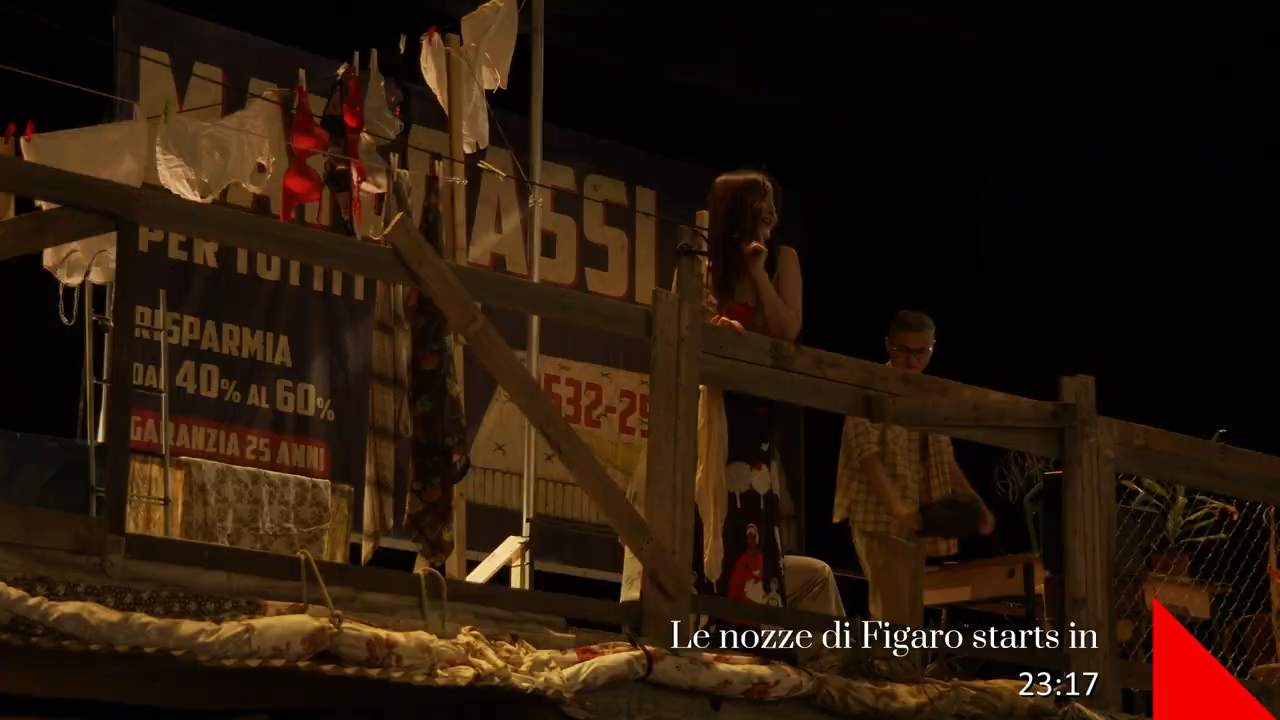 PER TUTTI
RISPARMIA
DAL 40% AL 60%
GARANZIA 25 ANNI
532-29
Le nozze di Figaro starts in
23:17